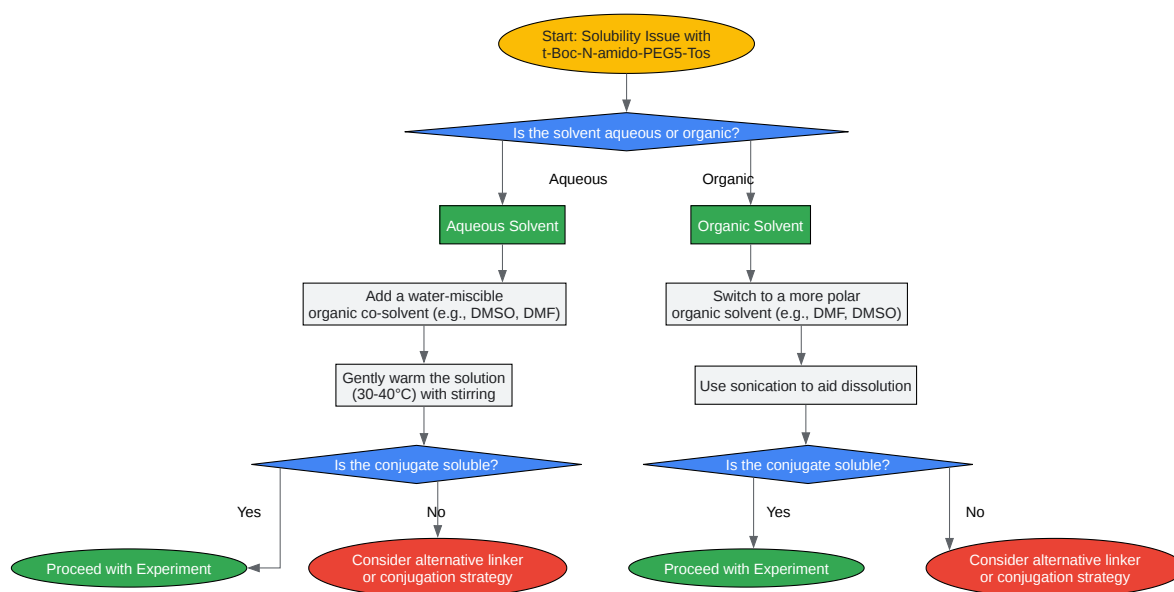 Start: Solubility Issue with
t-Boc-N-amido-PEG5-Tos
Is the solvent aqueous or organic?
Aqueous
Organic
Aqueous Solvent
Organic Solvent
Add a water-miscible
organic co-solvent (e.g., DMSO, DMF)
Switch to a more polar
organic solvent (e.g., DMF, DMSO)
Gently warm the solution
(30-40°C) with stirring
Use sonication to aid dissolution
Is the conjugate soluble?
Is the conjugate soluble?
Yes
No
Yes
No
Proceed with Experiment
Consider alternative linker
or conjugation strategy
Proceed with Experiment
Consider alternative linker
or conjugation strategy